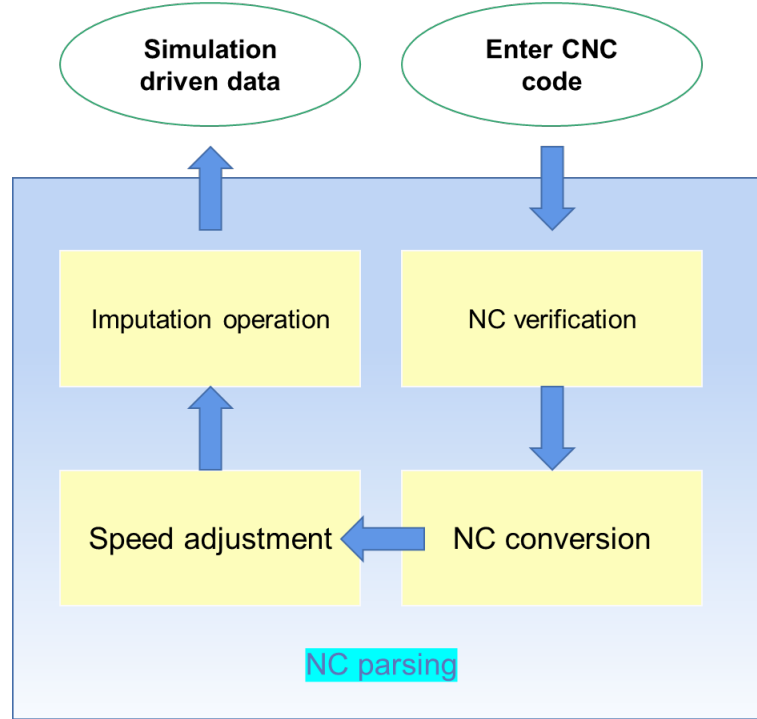 Simulation
driven data
Enter CNC
code
Imputation operation
NC verification
Speed adjustment
NC conversion
NC parsing